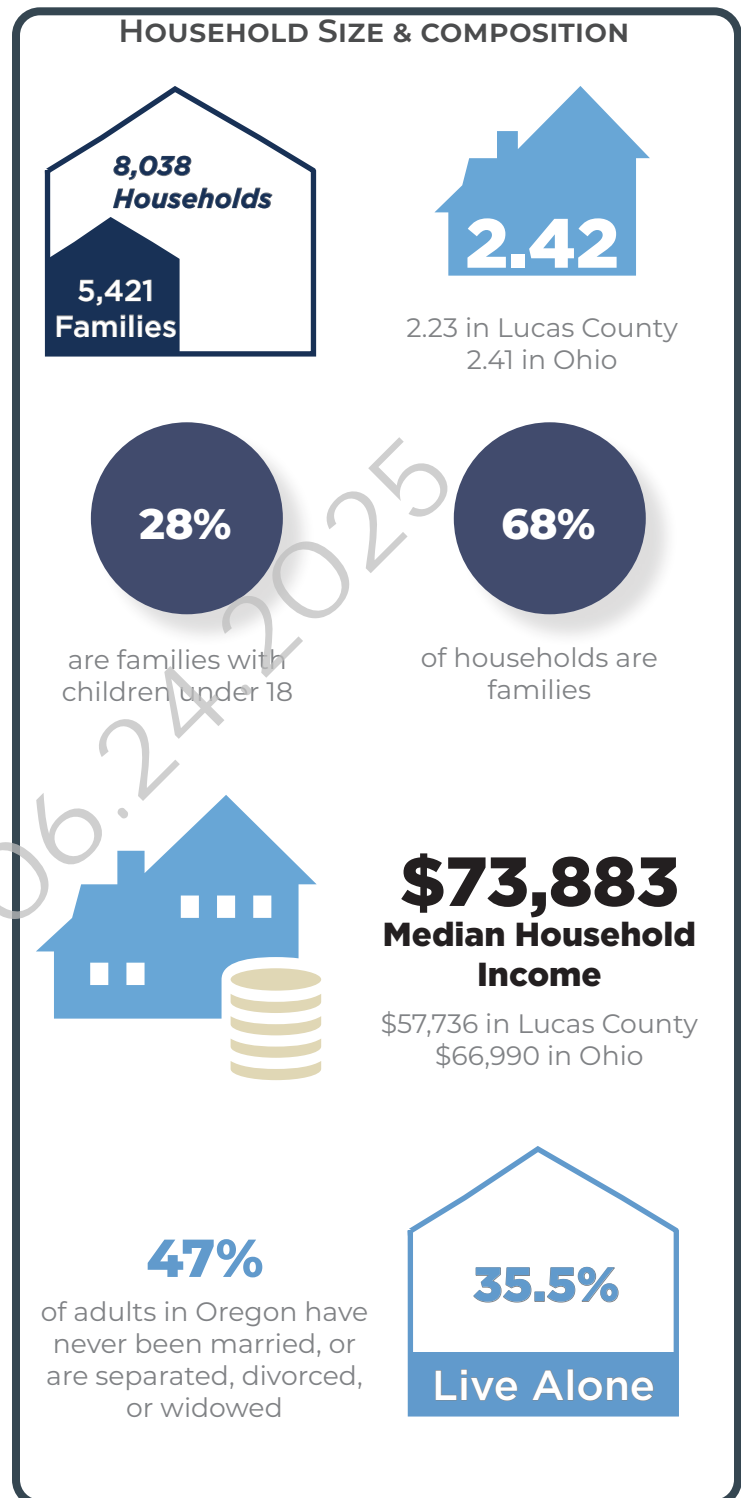 Household Size & composition
8,038
Households
5,421
Families
2.42
2.23 in Lucas County
2.41 in Ohio
28%
are families with
children under 18
68%
of households are
families
06.24.2025
$73,883
Median Household
Income
$57,736 in Lucas County
$66,990 in Ohio
47%
of adults in Oregon have
never been married, or
are separated, divorced,
or widowed
35.5%
Live Alone